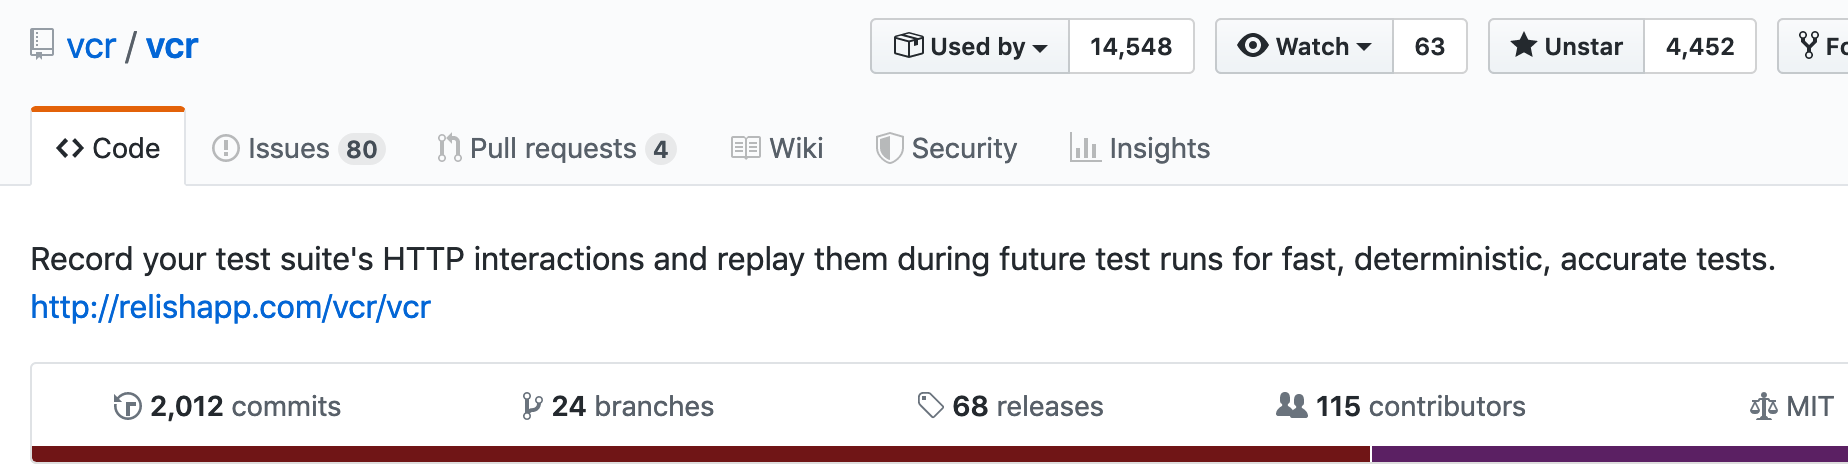 vcr / vcr Used by 14,548 Watch 63 Unstar 4,452
Code Issues 80 Pull requests 4 Wiki Security Insights
Record your test suite's HTTP interactions and replay them during future test runs for fast, deterministic, accurate tests.
http://relishapp.com/vcr/vcr
2,012 commits 24 branches 68 releases 115 contributors MIT